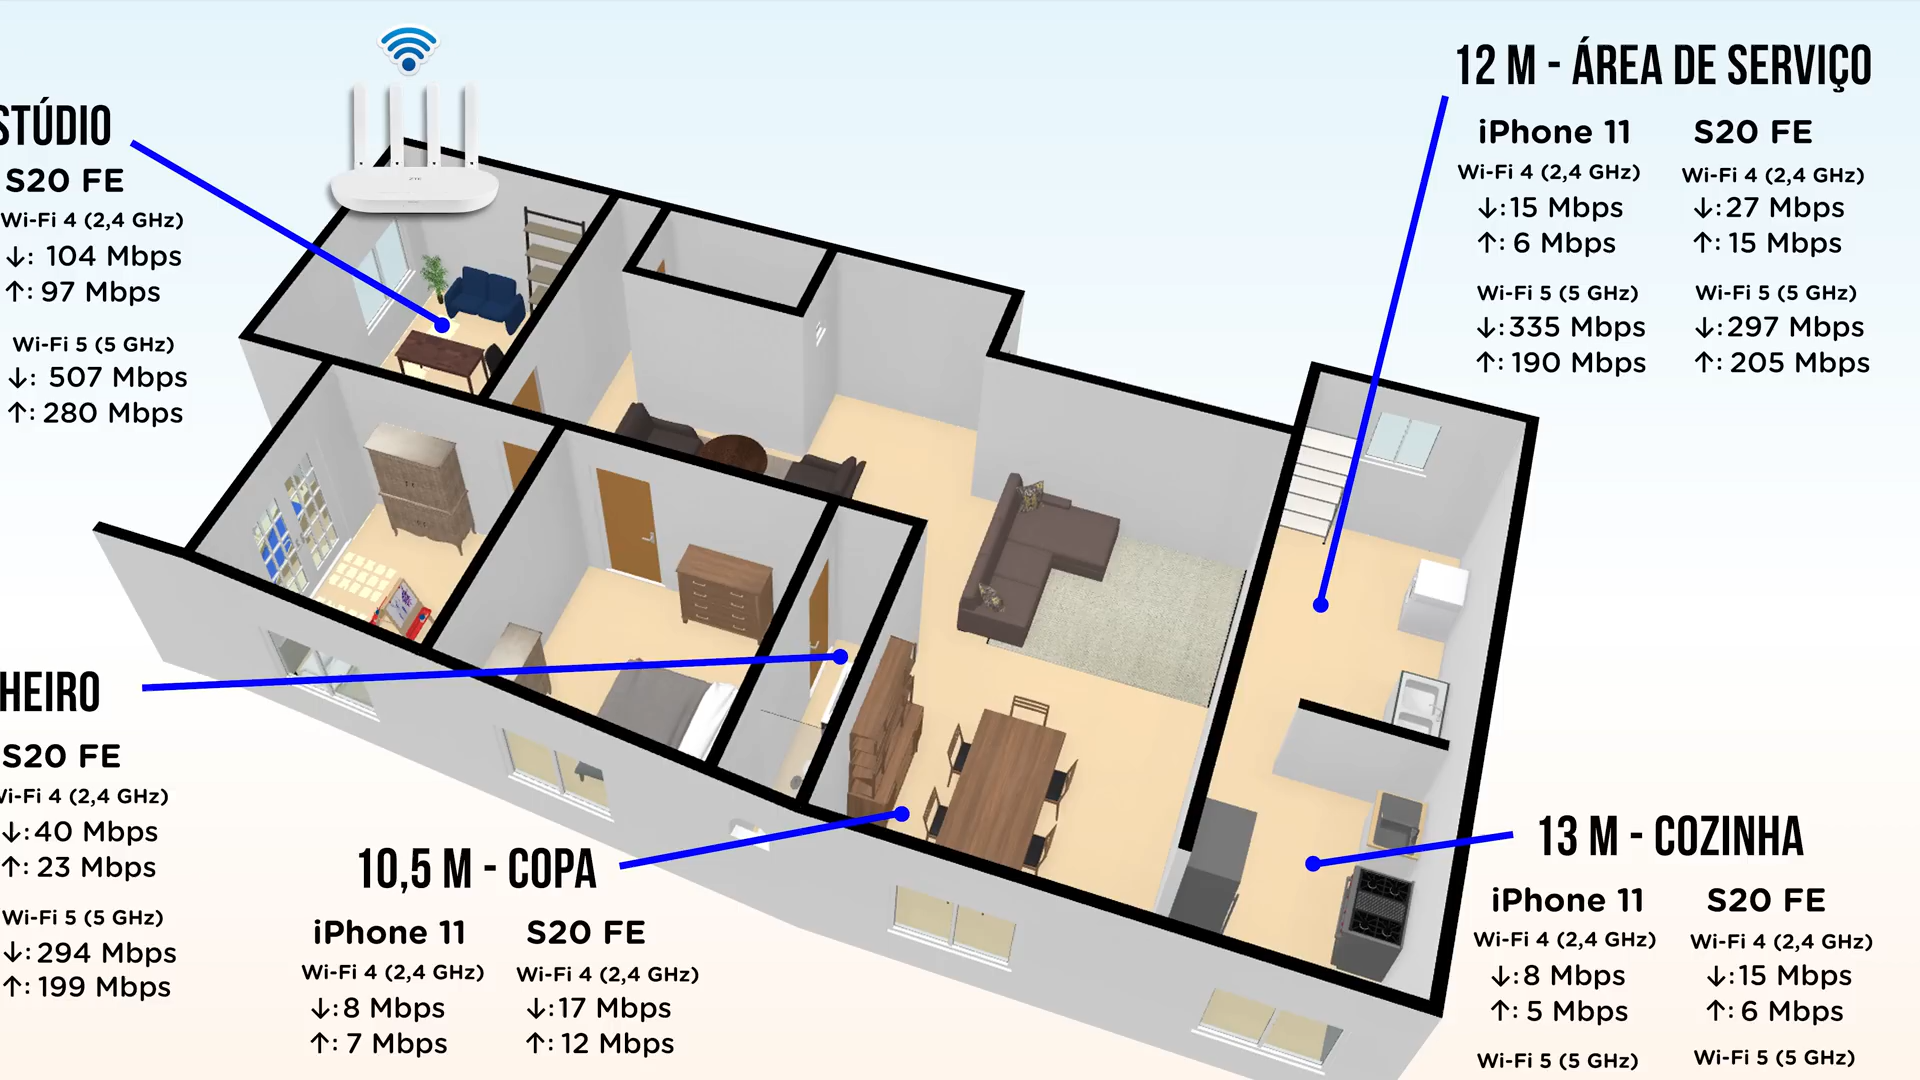 STÚDIO
S20 FE
Wi-Fi 4 (2,4 GHz)
↓: 104 Mbps
↑: 97 Mbps
Wi-Fi 5 (5 GHz)
↓: 507 Mbps
↑: 280 Mbps
ZTE
12 M - ÁREA DE SERVIÇO
iPhone 11
Wi-Fi 4 (2,4 GHz)
↓:15 Mbps
↑: 6 Mbps
Wi-Fi 5 (5 GHz)
↓:335 Mbps
↑: 190 Mbps
S20 FE
Wi-Fi 4 (2,4 GHz)
↓:27 Mbps
↑: 15 Mbps
Wi-Fi 5 (5 GHz)
↓:297 Mbps
↑: 205 Mbps
HEIRO
S20 FE
Wi-Fi 4 (2,4 GHz)
↓:40 Mbps
↑: 23 Mbps
Wi-Fi 5 (5 GHz)
↓:294 Mbps
↑: 199 Mbps
10,5 M - COPA
iPhone 11
Wi-Fi 4 (2,4 GHz)
↓:8 Mbps
↑: 7 Mbps
S20 FE
Wi-Fi 4 (2,4 GHz)
↓:17 Mbps
↑: 12 Mbps
13 M - COZINHA
iPhone 11
Wi-Fi 4 (2,4 GHz)
↓:8 Mbps
↑: 5 Mbps
Wi-Fi 5 (5 GHz)
S20 FE
Wi-Fi 4 (2,4 GHz)
↓:15 Mbps
↑: 6 Mbps
Wi-Fi 5 (5 GHz)